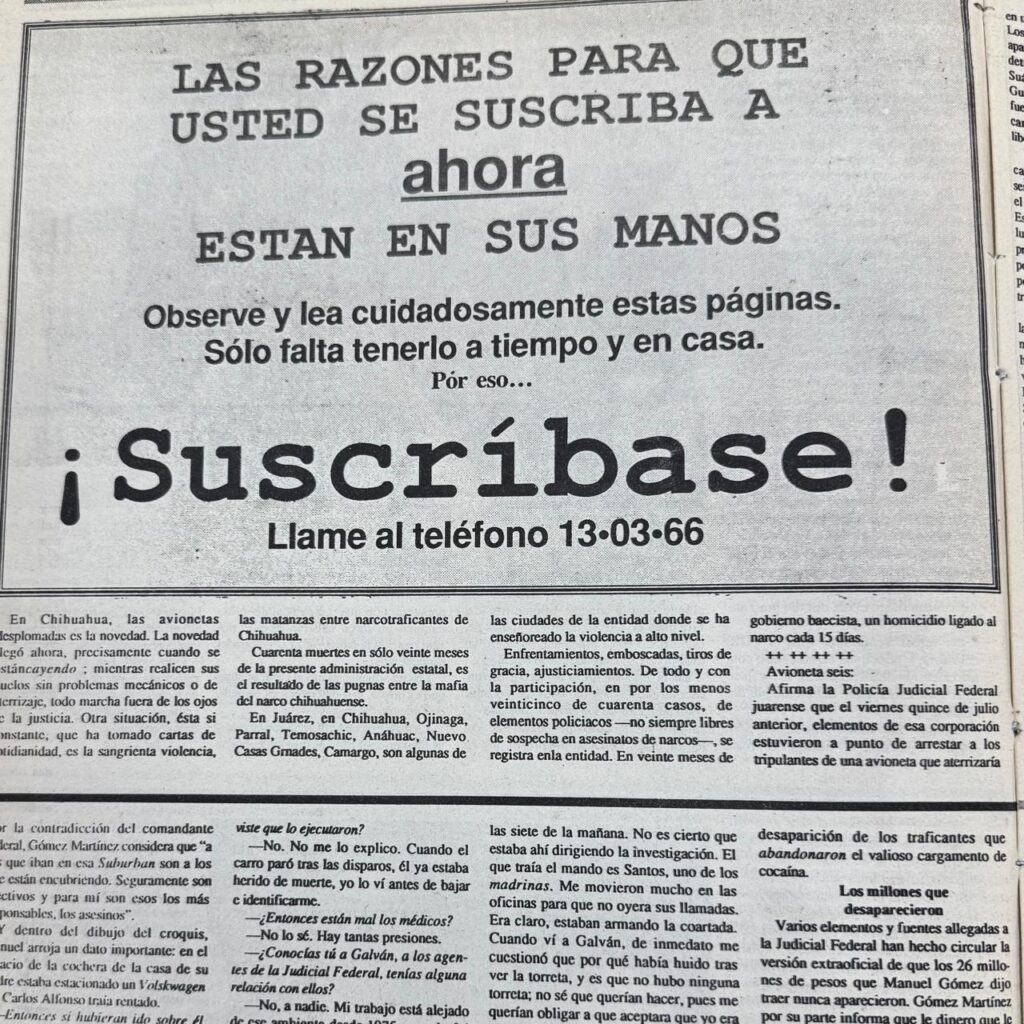 LAS RAZONES PARA QUE
USTED SE SUSCRIBA A
ahora
ESTAN EN SUS MANOS
Observe y lea cuidadosamente estas páginas.
Sólo falta tenerlo a tiempo y en casa.
Pór eso...
¡Suscríbase!
Llame al teléfono 13•03•66
En Chihuahua, las avionetas
desplomadas es la novedad. La novedad
llegó ahora, precisamente cuando se
están cayendo ; mientras realicen sus
vuelos sin problemas mecánicos o de
aterrizaje, todo marcha fuera de los ojos
de la justicia. Otra situación, ésta si
constante, que ha tomado cartas de
cotidianidad, es la sangrienta violencia,
las matanzas entre narcotraficantes de
Chihuahua.
Cuarenta muertes en sólo veinte meses
de la presente administración estatal, es
el resultado de las pugnas entre la mafia
del narco chihuahuense.
En Juárez, en Chihuahua, Ojinaga,
Parral, Temosachic, Anáhuac, Nuevo
Casas Grnades, Camargo, son algunas de
las ciudades de la entidad donde se ha
enseñoreado la violencia a alto nivel.
Enfrentamientos, emboscadas, tiros de
gracia, ajusticiamientos. De todo y con
la participación, en por los menos
veinticinco de cuarenta casos, de
elementos policiacos —no siempre libres
de sospecha en asesinatos de narcos—, se
registra enla entidad. En veinte meses de
gobierno baecista, un homicidio ligado al
narco cada 15 días.
++ ++ ++ ++
Avioneta seis:
Afirma la Policía Judicial Federal
juarense que el viernes quince de julio
anterior, elementos de esa corporación
estuvieron a punto de arrestar a los
tripulantes de una avioneta que aterrizaría
la contradicción del comandante
Gómez Martínez considera que "a
que iban en esa Suburban son a los
están encubriendo. Seguramente son
y para mí son esos los más
los asesinos".
dentro del dibujo del croquis,
arroja un dato importante: en el
de la cochera de la casa de su
estaba estacionado un Volskwagen
Carlos Alfonso traía rentado.
—Entonces si hubieran ido sobre él
viste que lo ejecutaron?
—No. No me lo explico. Cuando el
carro paró tras las disparos, él ya estaba
herido de muerte, yo lo ví antes de bajar
e identificarme.
—¿Entonces están mal los médicos?
—No lo sé. Hay tantas presiones.
—¿Conocías tú a Galván, a los agen-
tes de la Judicial Federal, tenías alguna
relación con ellos?
—No, a nadie. Mi trabajo está alejado
de ese ambiente desde
las siete de la mañana. No es cierto que
estaba ahí dirigiendo la investigación. El
que traía el mando es Santos, uno de los
madrinas. Me movieron mucho en las
oficinas para que no oyera sus llamadas.
Era claro, estaban armando la coartada.
Cuando ví a Galván, de inmedato me
cuestionó que por qué había huido tras
ver la torreta, y es que no hubo ninguna
torreta; no sé que querían hacer, pues me
querían obligar a que aceptara que yo era
desaparición de los traficantes que
abandonaron el valioso cargamento de
cocaína.
Los millones que
desaparecieron
Varios elementos y fuentes allegadas a
la Judicial Federal han hecho circular la
versión extraoficial de que los 26 millo-
nes de pesos que Manuel Gómez dijo
traer nunca aparecieron. Gómez Martínez
por su parte informa que le dinero que le